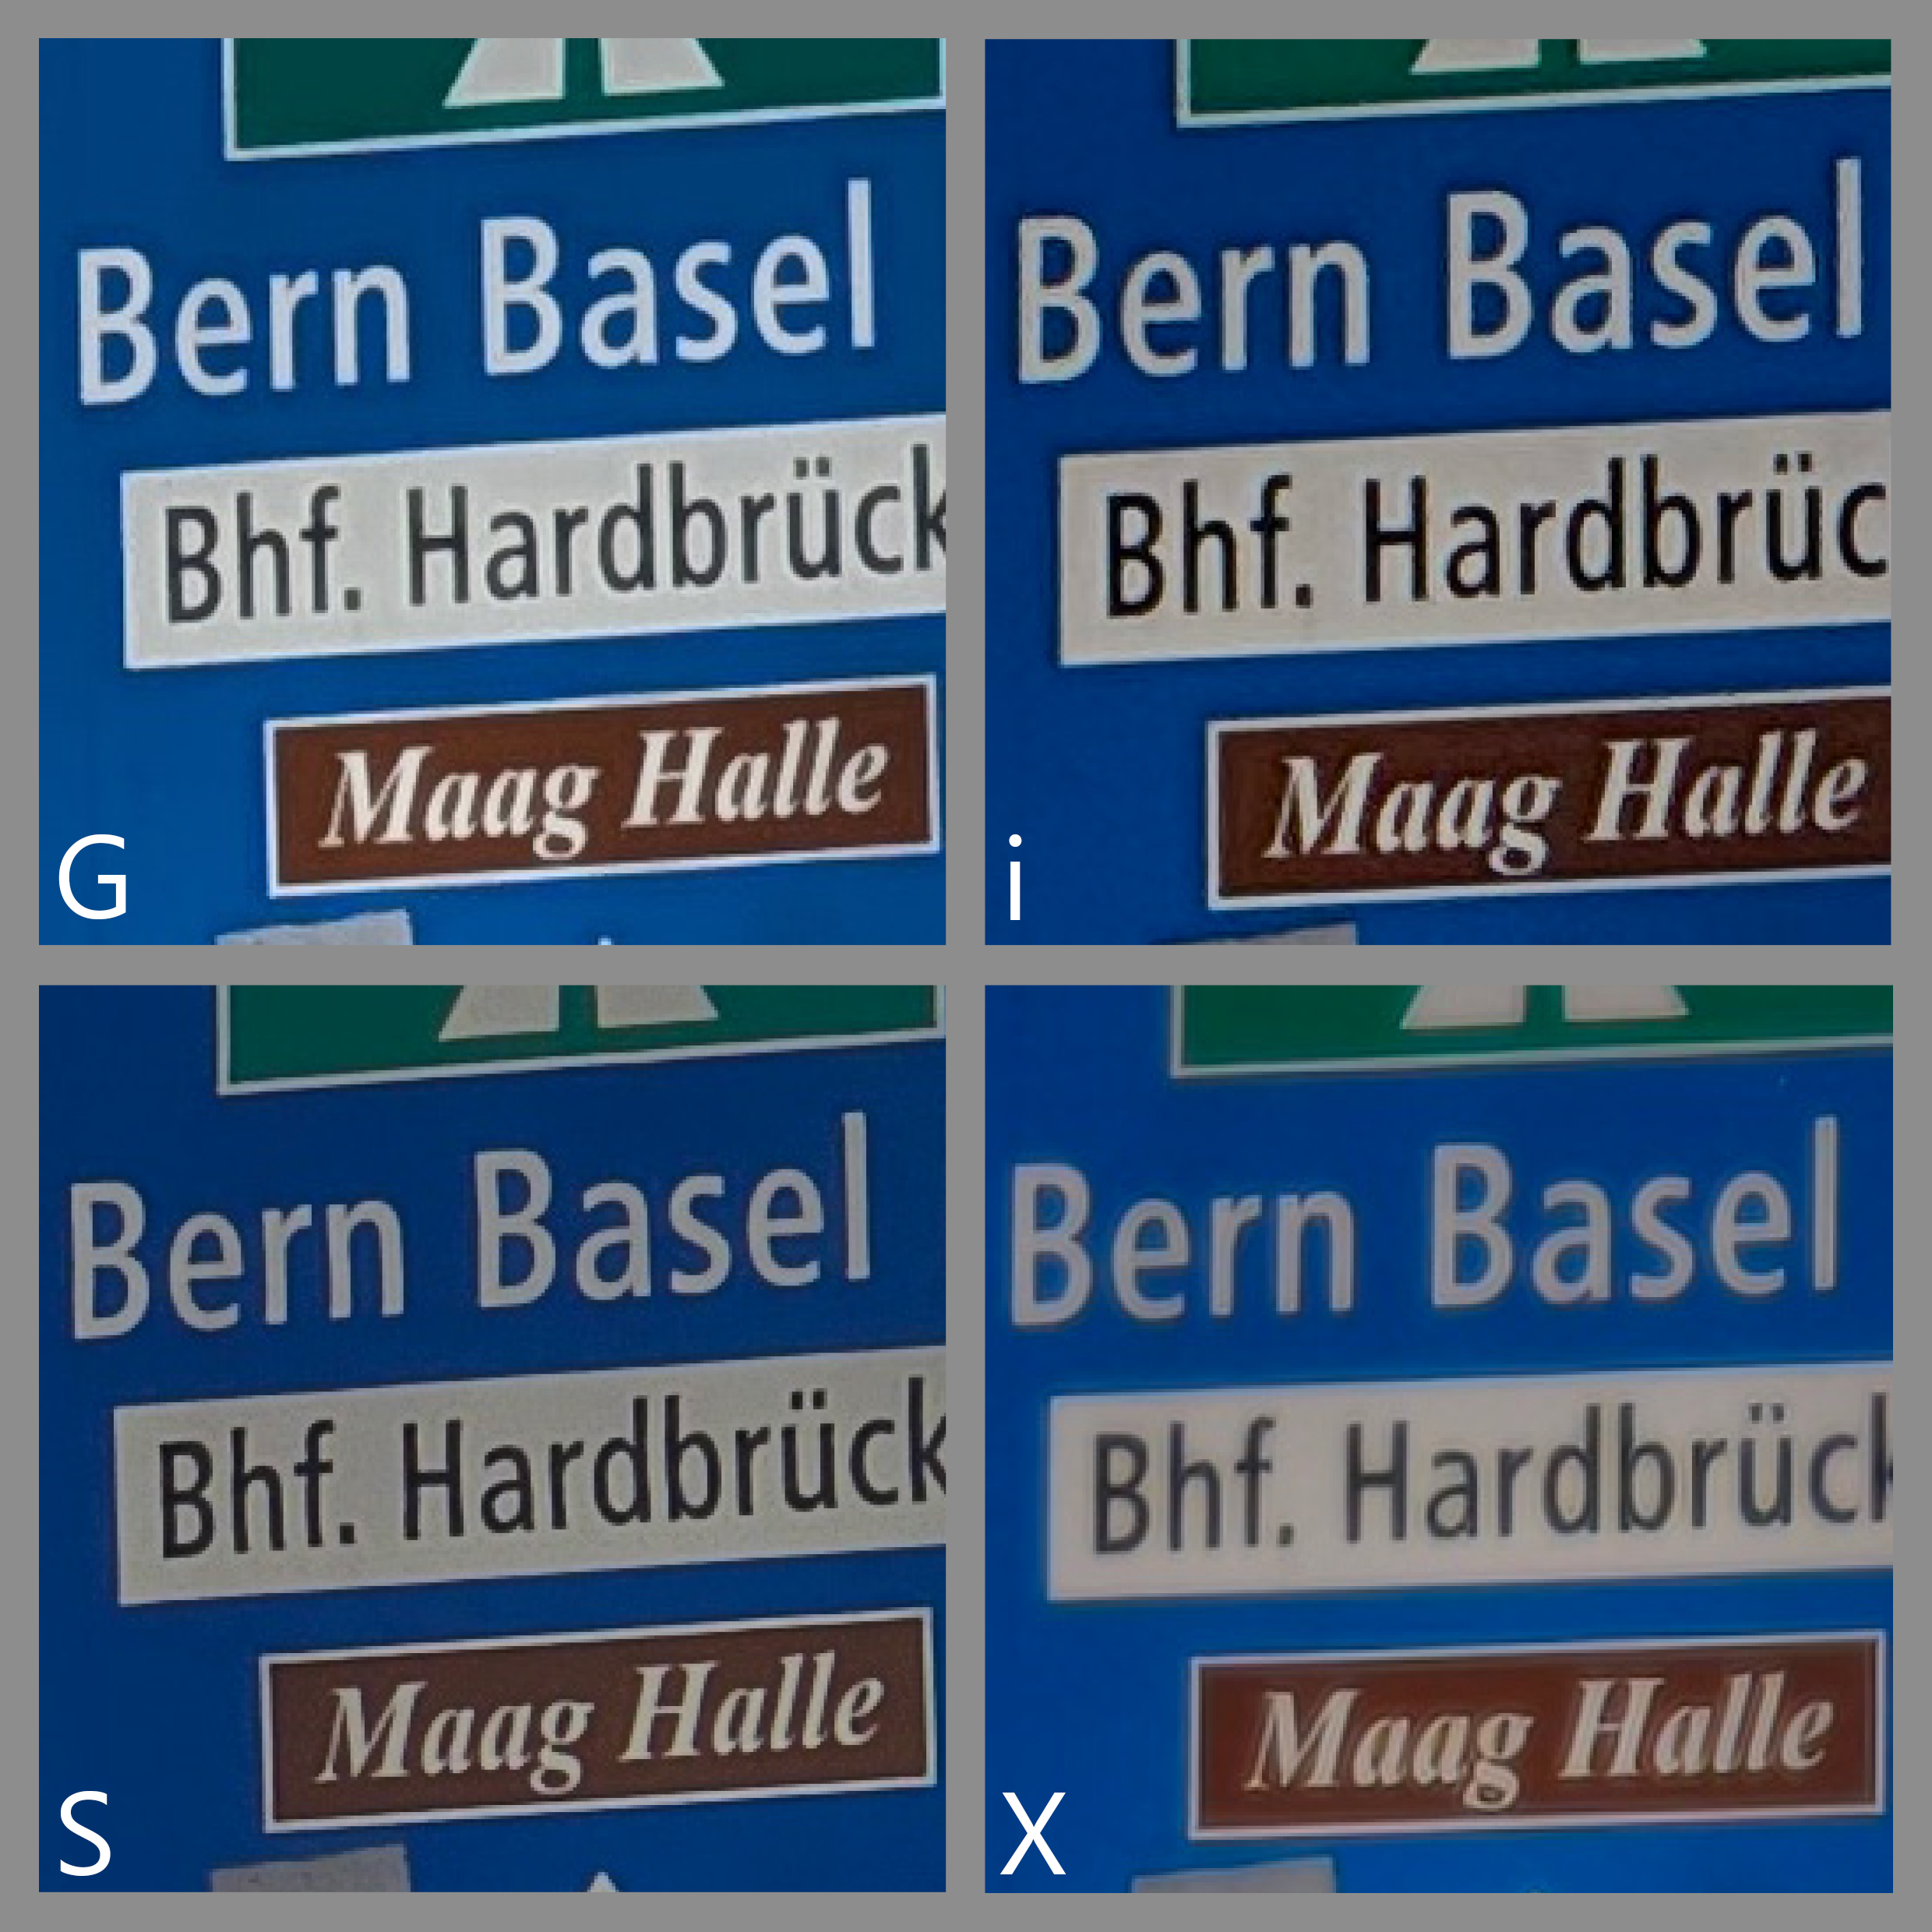 Bern Basel
Bhf. Hardbrück
Maag Halle
G
Bern Basel
Bhf. Hardbrüc
Maag Halle
i
Bern Basel
Bhf. Hardbrück
Maag Halle
S
Bern Basel
Bhf. Hardbrück
Maag Halle
X